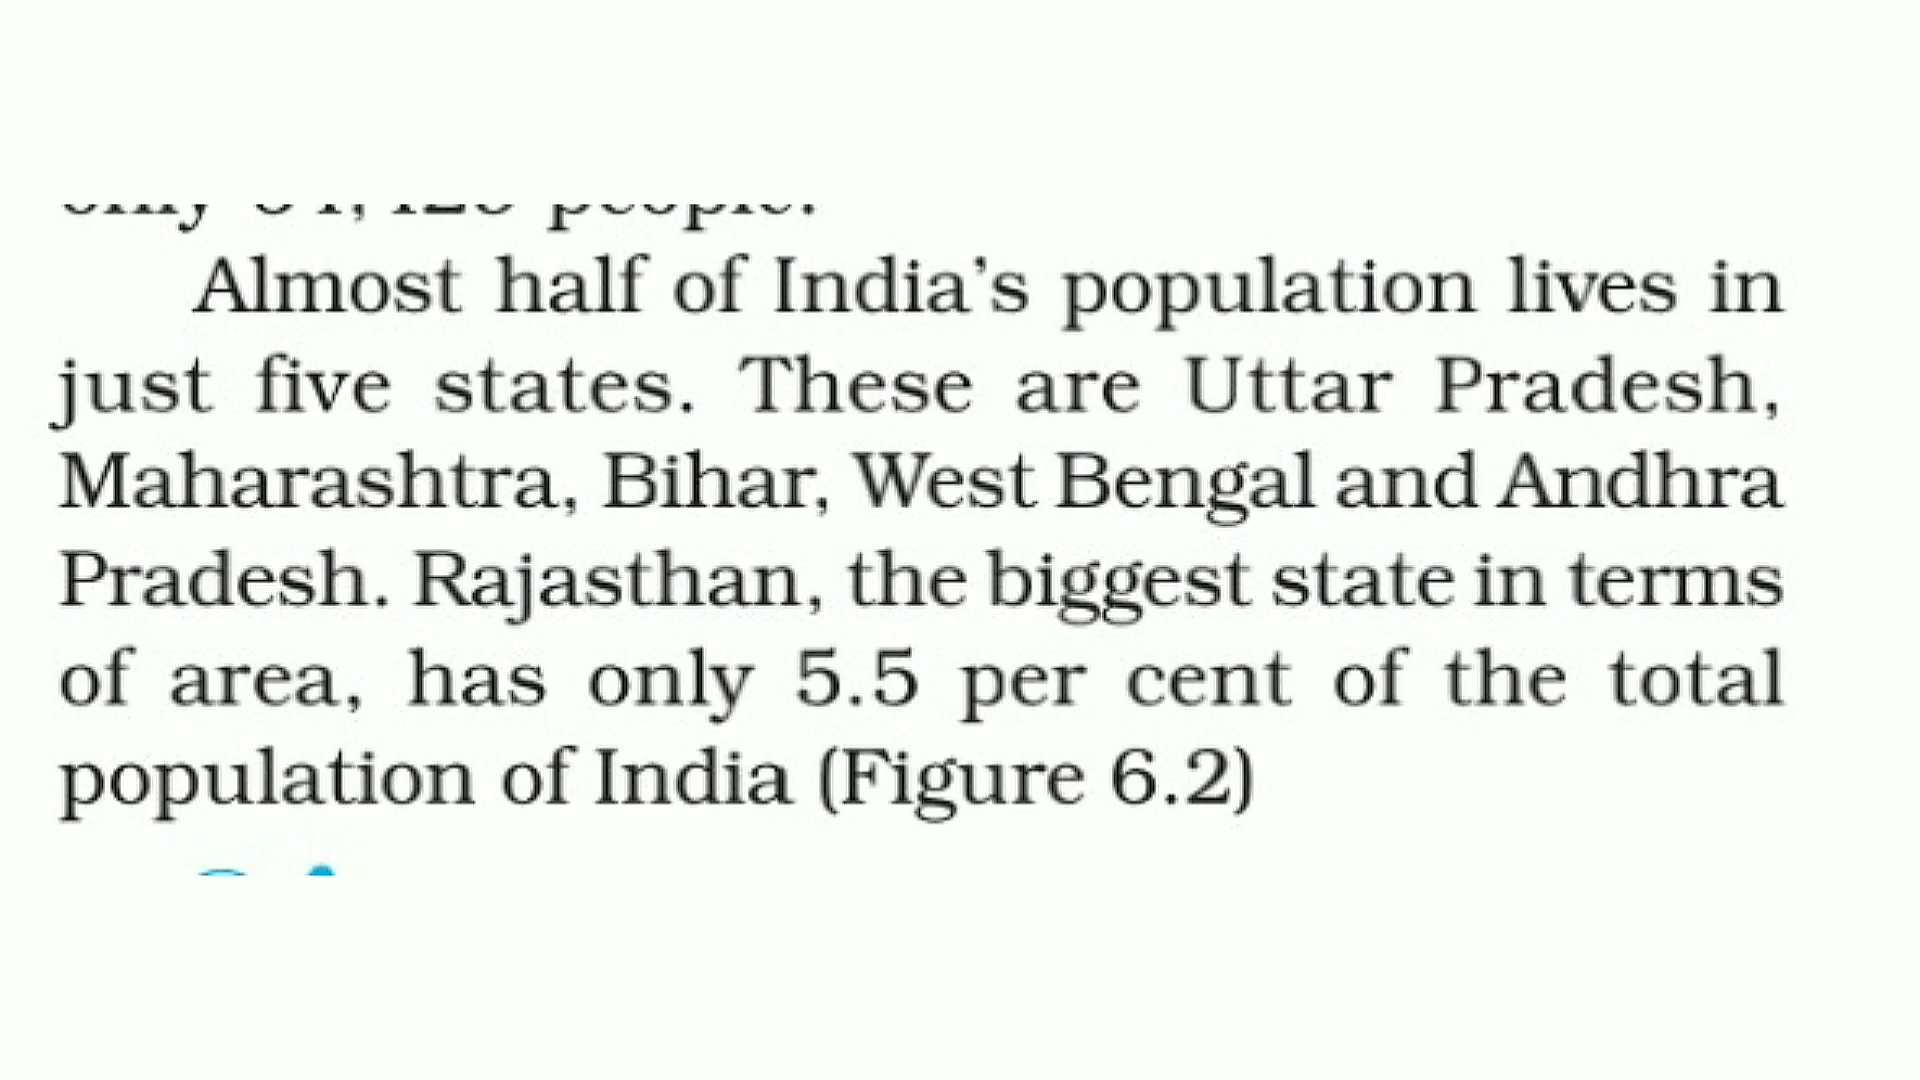 only people.
Almost half of India’s population lives in
just five states. These are Uttar Pradesh,
Maharashtra, Bihar, West Bengal and Andhra
Pradesh. Rajasthan, the biggest state in terms
of area, has only 5.5 per cent of the total
population of India (Figure 6.2)